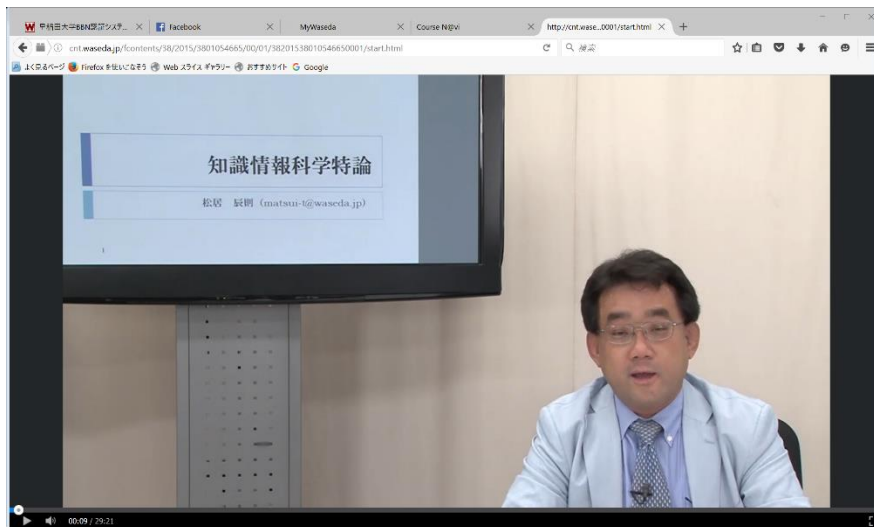 早稲田大学BBN認証システ...
Facebook
MyWaseda
Course N@vi
http://cnt.wase...0001/start.html
cnt.waseda.jp/contents/38/2015/3801054665/00/01/38201538010546650001/start.html
検索
よく見るページ
Firefox を使いこなそう
Web スライス ギャラリー
おすすめサイト
Google
知識情報科学特論
松居 辰則 (matsui-t@waseda.jp)
1
00:09 / 29:21